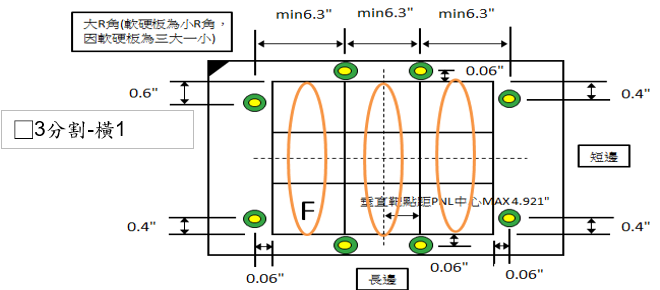 大R角(軟硬板為小R角，
因軟硬板為三大一小)
min6.3"
min6.3"
min6.3"
0.06"
0.6"
0.4"
□3分割-橫1
短邊
F
垂直靶點距PNL中心MAX4.921"
0.4"
0.4"
0.06"
0.06"
0.06"
長邊